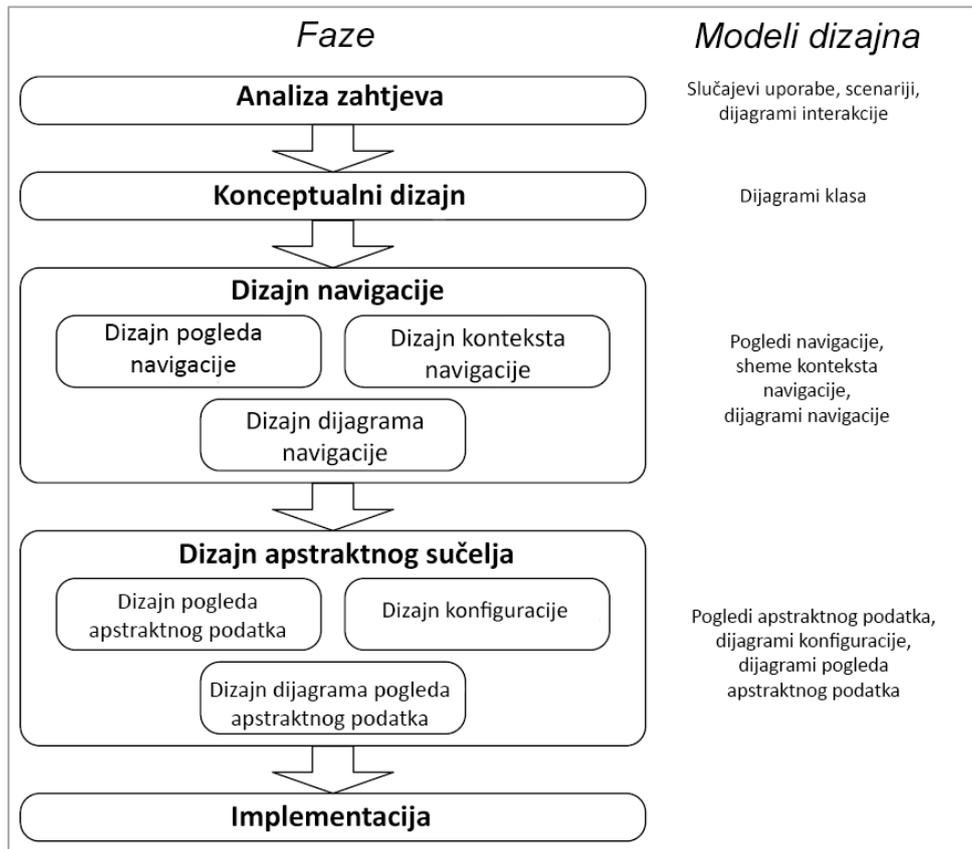 Faze
Modeli dizajna
Analiza zahtjeva
Slučajevi uporabe, scenariji,
dijagrami interakcije
Konceptualni dizajn
Dijagrami klasa
Dizajn navigacije
Dizajn pogleda
navigacije
Dizajn konteksta
navigacije
Dizajn dijagrama
navigacije
Pogledi navigacije,
sheme konteksta
navigacije,
dijagrami navigacije
Dizajn apstraktnog sučelja
Dizajn pogleda
apstraktnog podatka
Dizajn konfiguracije
Dizajn dijagrama pogleda
apstraktnog podatka
Pogledi apstraktnog podatka,
dijagrami konfiguracije,
dijagrami pogleda
apstraktnog podatka
Implementacija